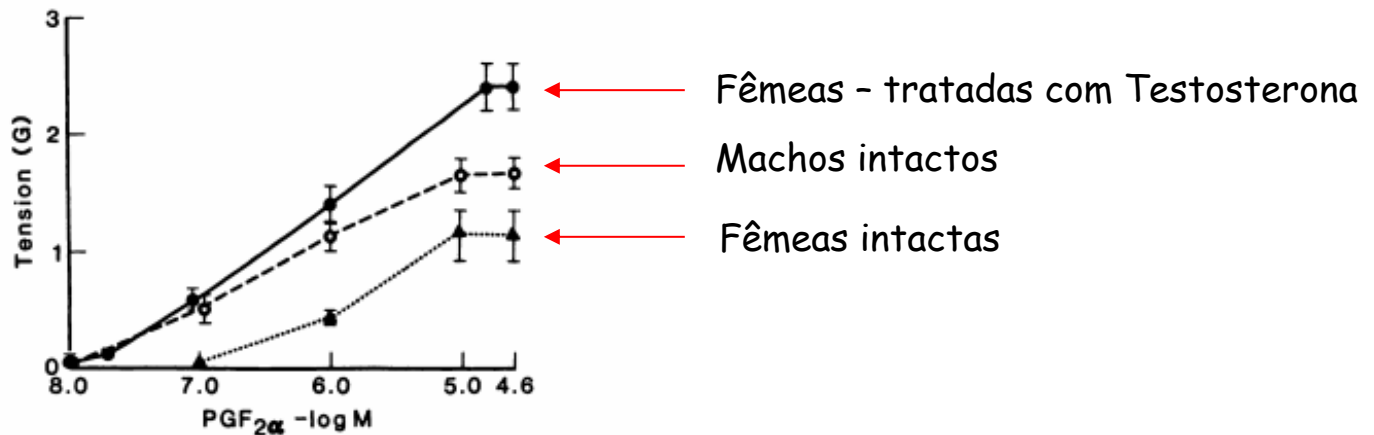 3
2
1
0
Tension (G)
8.0 7.0 6.0 5.0 4.6
PGF2α -log M
Fêmeas – tratadas com Testosterona
Machos intactos
Fêmeas intactas